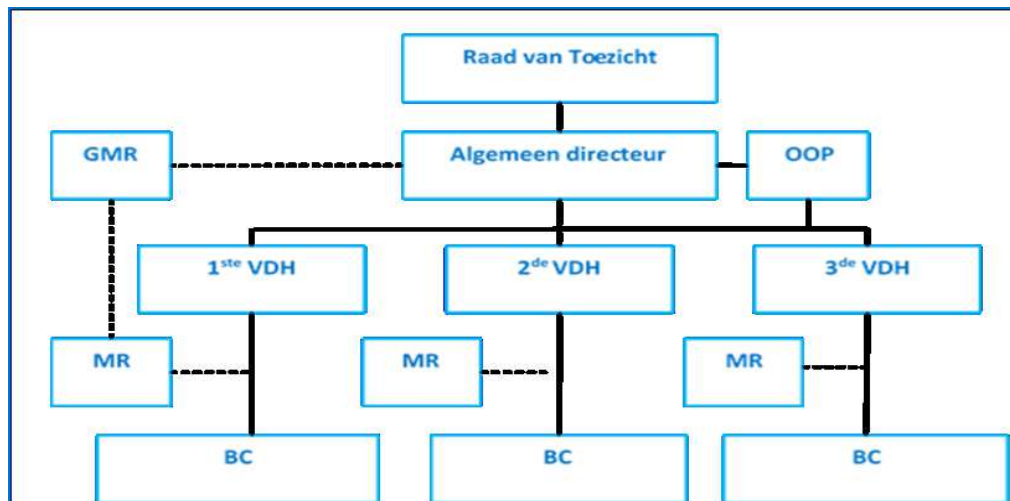 Raad van Toezicht
GMR
Algemeen directeur
OOP
1ste VDH
2de VDH
3de VDH
MR
MR
MR
BC
BC
BC